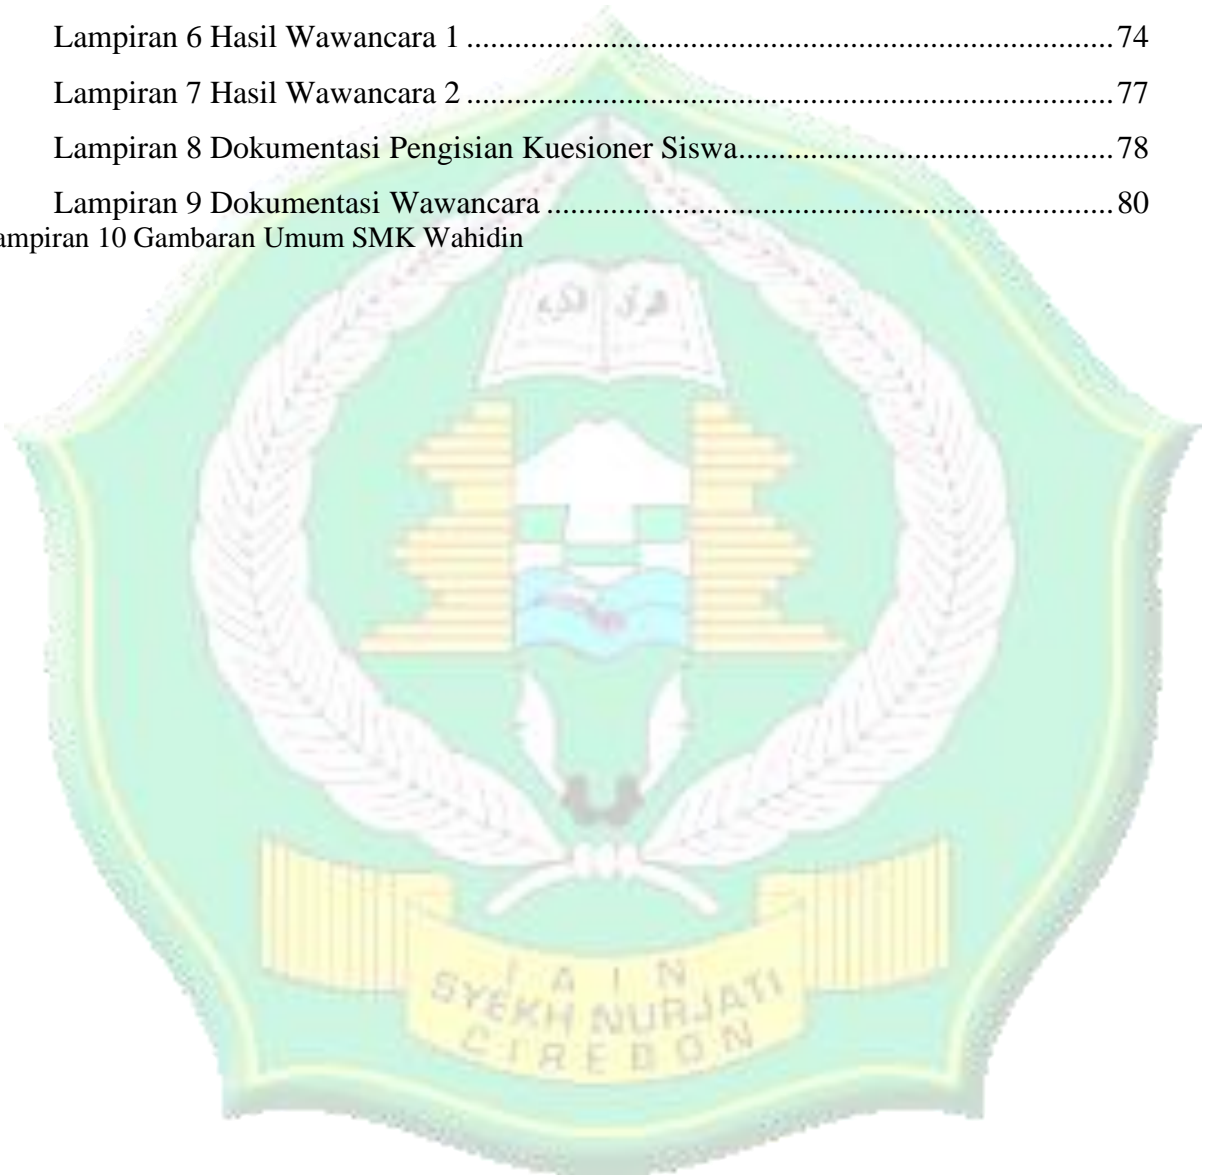 Lampiran 6 Hasil Wawancara 1 ................................................................................. 74
Lampiran 7 Hasil Wawancara 2 ................................................................................. 77
Lampiran 8 Dokumentasi Pengisian Kuesioner Siswa............................................... 78
Lampiran 9 Dokumentasi Wawancara ....................................................................... 80
ampiran 10 Gambaran Umum SMK Wahidin
I A I N
SYEKH NURJATI
CIREBON